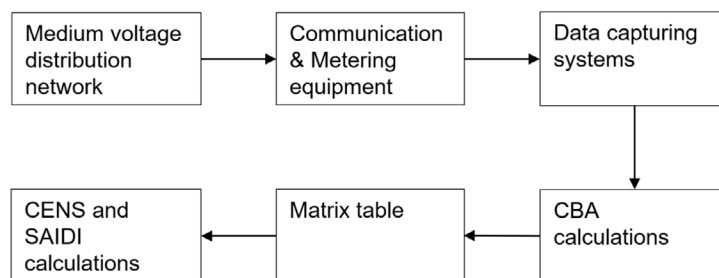 Medium voltage
distribution
network
Communication
& Metering
equipment
Data capturing
systems
CENS and
SAIDI
calculations
Matrix table
CBA
calculations